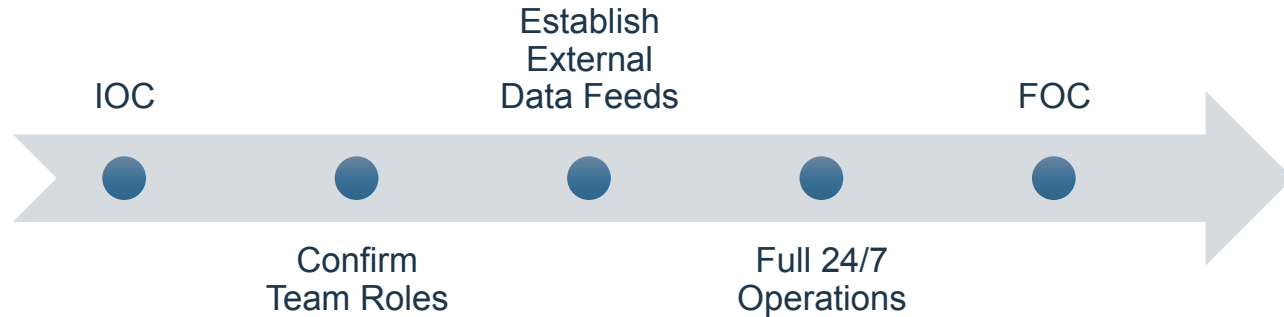 IOC
Confirm
Team Roles
Establish
External
Data Feeds
Full 24/7
Operations
FOC